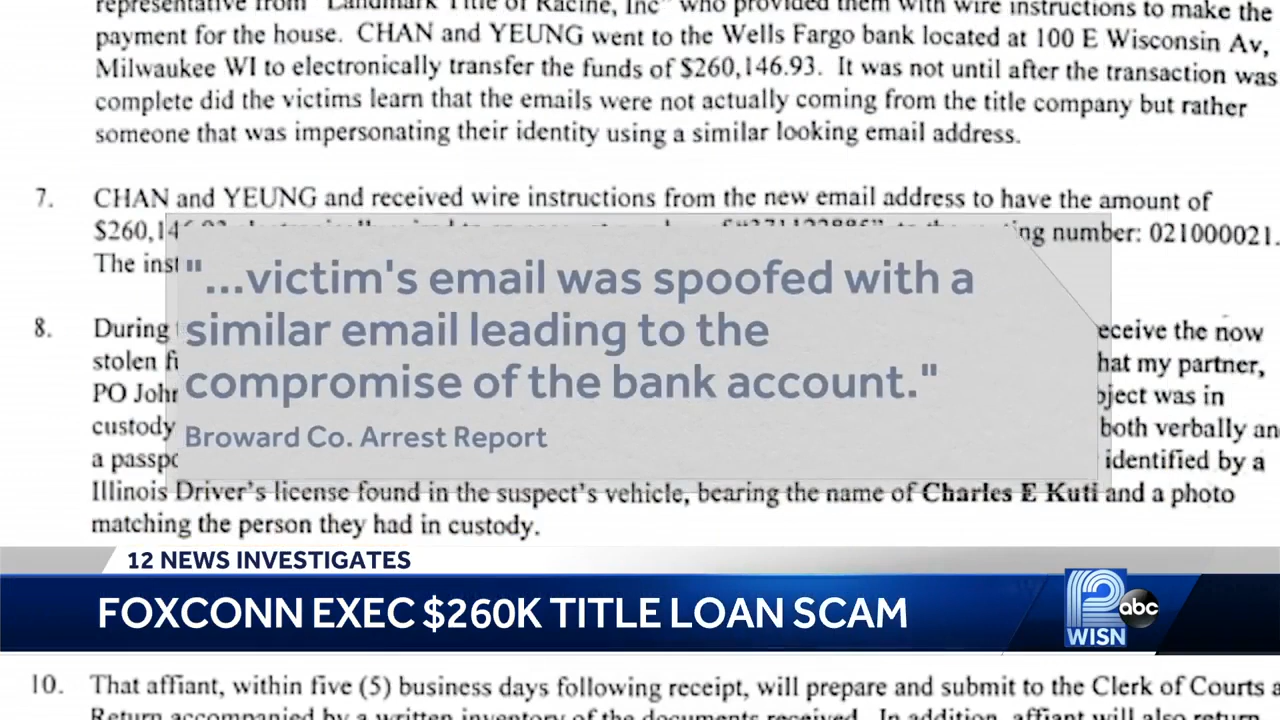 representative from "Landmark Title of Racine, Inc" who provided them with wire instructions to make the
payment for the house. CHAN and YEUNG went to the Wells Fargo bank located at 100 E Wisconsin Av,
Milwaukee WI to electronically transfer the funds of $260,146.93. It was not until after the transaction was
complete did the victims learn that the emails were not actually coming from the title company but rather
someone that was impersonating their identity using a similar looking email address.
7. CHAN and YEUNG and received wire instructions from the new email address to have the amount of
$260,14 ing number: 021000021.
The inst
"...victim's email was spoofed with a
similar email leading to the
compromise of the bank account."
Broward Co. Arrest Report
8. During eceive the now
stolen hat my partner,
PO John ject was in
custody both verbally an
a passpo identified by a
Illinois Driver's license found in the suspect's vehicle, bearing the name of Charles E Kuti and a photo
matching the person they had in custody.
12 NEWS INVESTIGATES
FOXCONN EXEC $260K TITLE LOAN SCAM
12 abc
WISN
10. That affiant, within five (5) business days following receipt, will prepare and submit to the Clerk of Courts a
Return accompanied by a written inventory of the documents received. In addition, affiant will also return